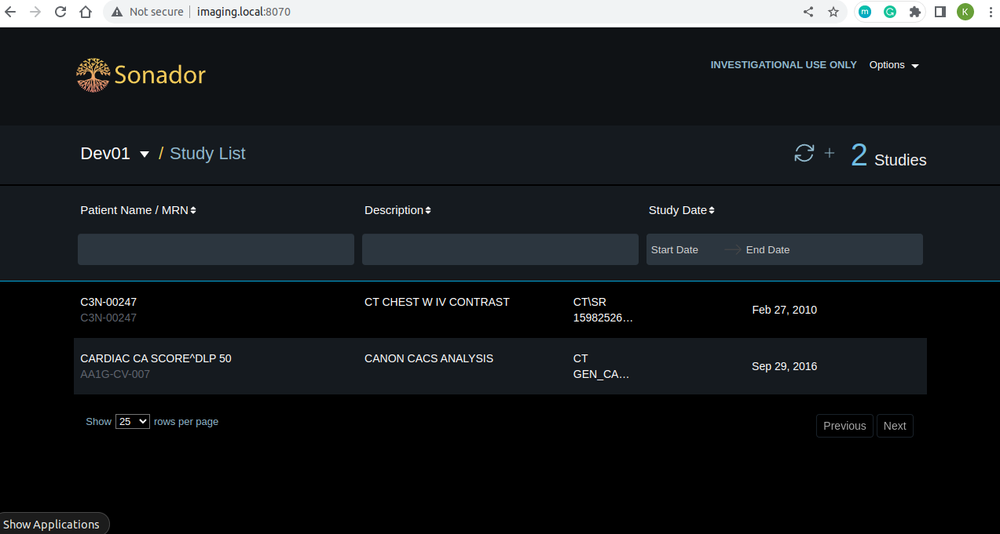 Not secure imaging.local:8070
m G K
Sonador
INVESTIGATIONAL USE ONLY Options
Dev01 / Study List
+ 2 Studies
Patient Name / MRN Description Study Date
Start Date End Date
C3N-00247 CT CHEST W IV CONTRAST CT\SR Feb 27, 2010
C3N-00247 15982526…
CARDIAC CA SCORE^DLP 50 CANON CACS ANALYSIS CT Sep 29, 2016
AA1G-CV-007 GEN_CA…
Show 25 rows per page
Previous Next
Show Applications